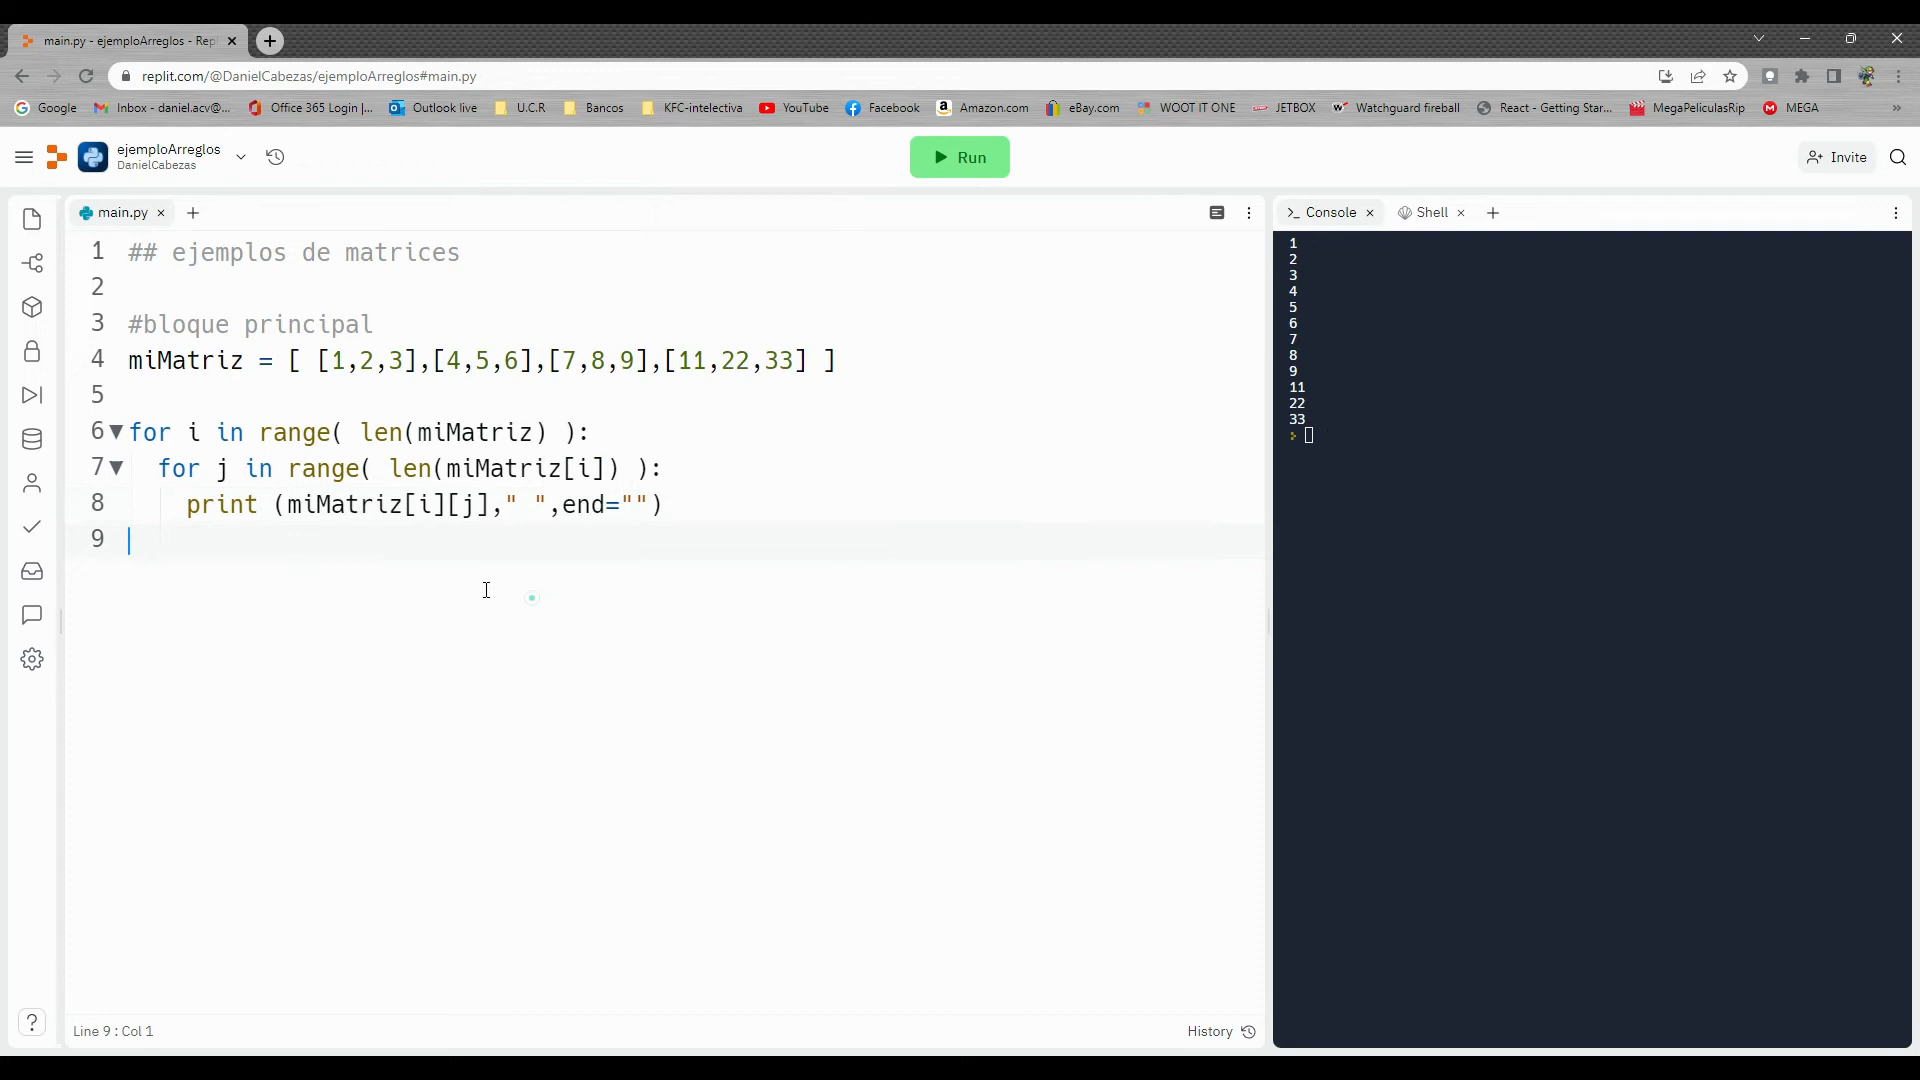 main.py - ejemploArreglos - Repl
replit.com/@DanielCabezas/ejemploArreglos#main.py
Google Inbox - daniel.acv@... Office 365 Login |... Outlook live U.C.R Bancos KFC-intelectiva YouTube Facebook Amazon.com eBay.com WOOT IT ONE JETBOX Watchguard fireball React - Getting Star... MegaPeliculasRip MEGA »
ejemploArreglos
DanielCabezas
Run
Invite
main.py
Console
Shell
1 ## ejemplos de matrices
2
3 #bloque principal
4 miMatriz = [ [1,2,3],[4,5,6],[7,8,9],[11,22,33] ]
5
6 for i in range( len(miMatriz) ):
7 for j in range( len(miMatriz[i]) ):
8 print (miMatriz[i][j]," ",end="")
9
1
2
3
4
5
6
7
8
9
11
22
33
?
Line 9 : Col 1
History